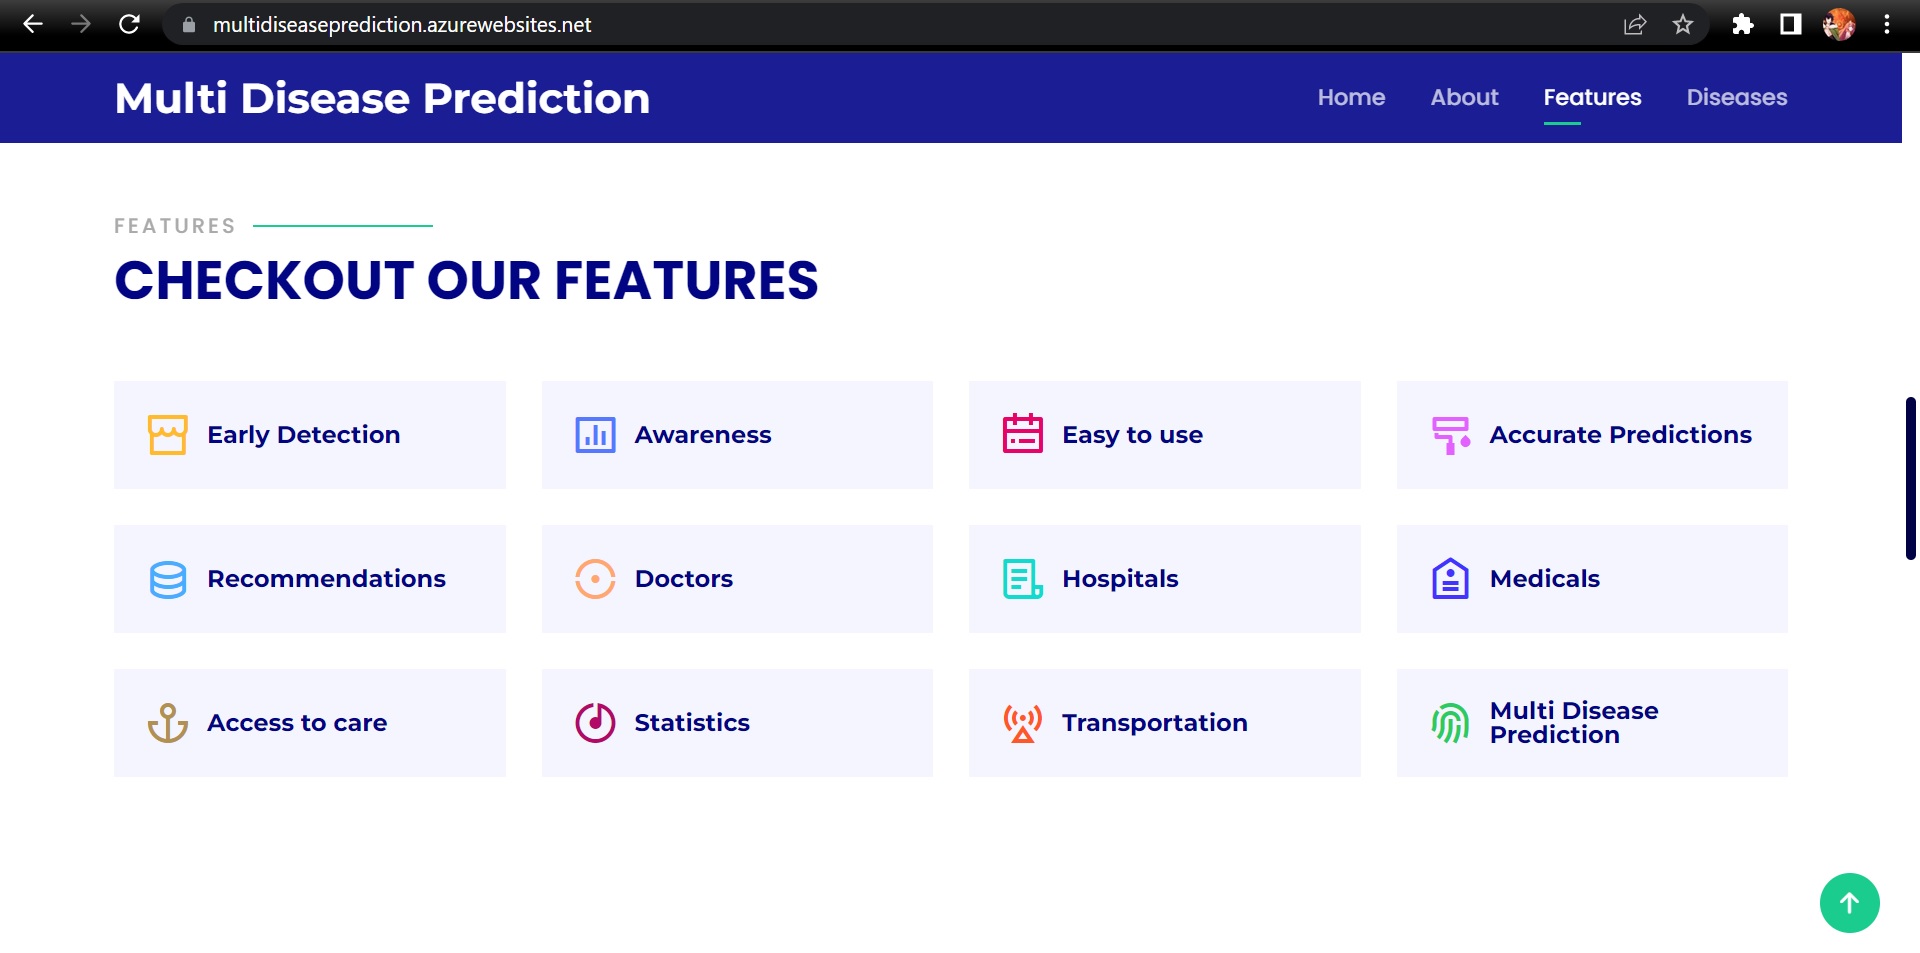 multidiseaseprediction.azurewebsites.net
Multi Disease Prediction
Home About Features Diseases
FEATURES
CHECKOUT OUR FEATURES
Early Detection
Awareness
Easy to use
Accurate Predictions
Recommendations
Doctors
Hospitals
Medicals
Access to care
Statistics
Transportation
Multi Disease
Prediction